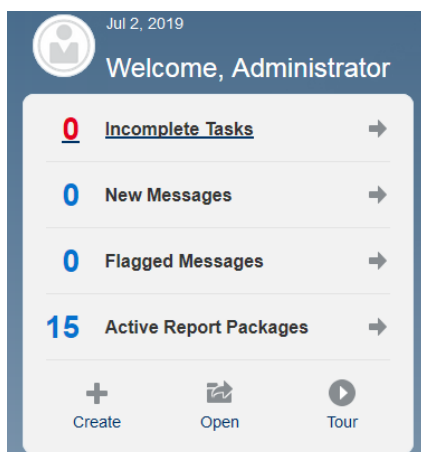 Jul 2, 2019
Welcome, Administrator
0 Incomplete Tasks
0 New Messages
0 Flagged Messages
15 Active Report Packages
Create Open Tour